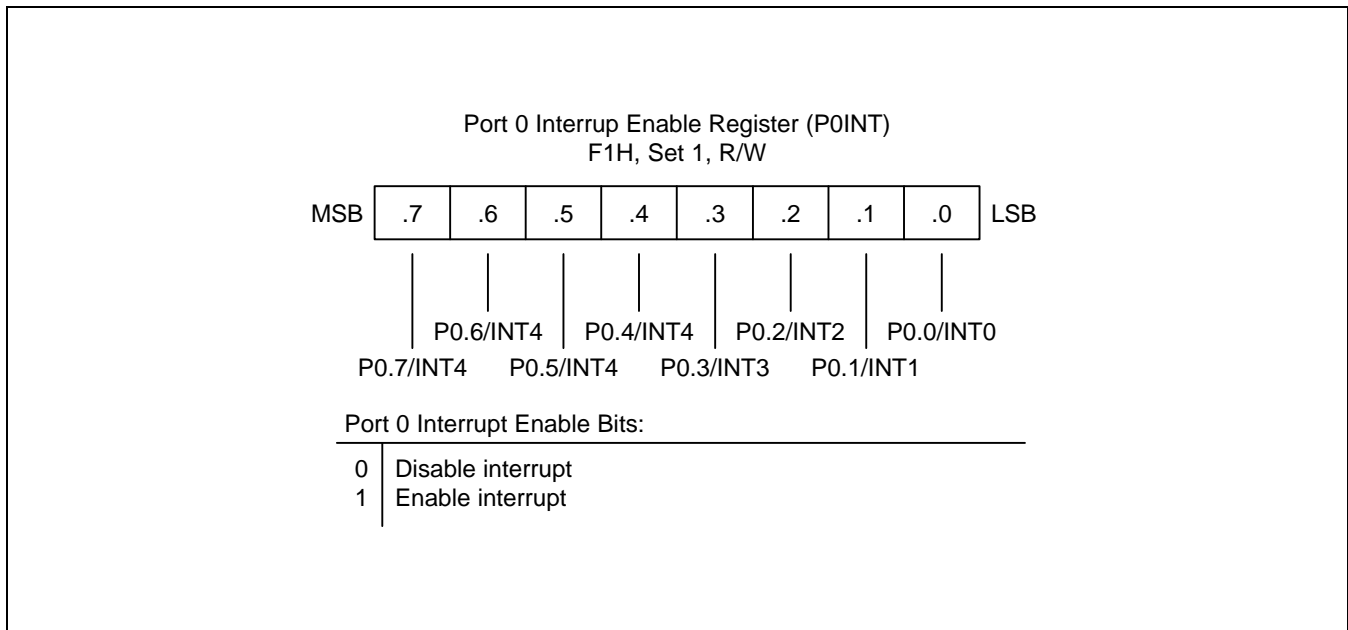 Port 0 Interrup Enable Register (P0INT)
F1H, Set 1, R/W
MSB .7 .6 .5 .4 .3 .2 .1 .0 LSB
P0.6/INT4 P0.4/INT4 P0.2/INT2 P0.0/INT0
P0.7/INT4 P0.5/INT4 P0.3/INT3 P0.1/INT1
Port 0 Interrupt Enable Bits:
0 Disable interrupt
1 Enable interrupt